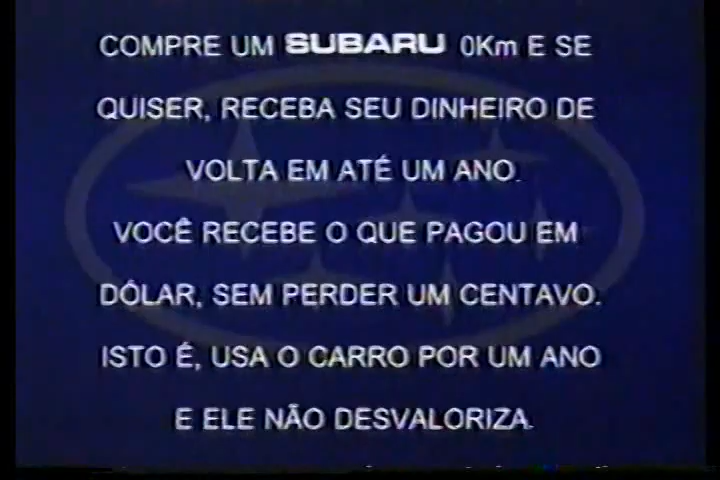 COMPRE UM SUBARU 0Km E SE
QUISER, RECEBA SEU DINHEIRO DE
VOLTA EM ATÉ UM ANO.
VOCÊ RECEBE O QUE PAGOU EM
DÓLAR, SEM PERDER UM CENTAVO.
ISTO É, USA O CARRO POR UM ANO
E ELE NÃO DESVALORIZA.